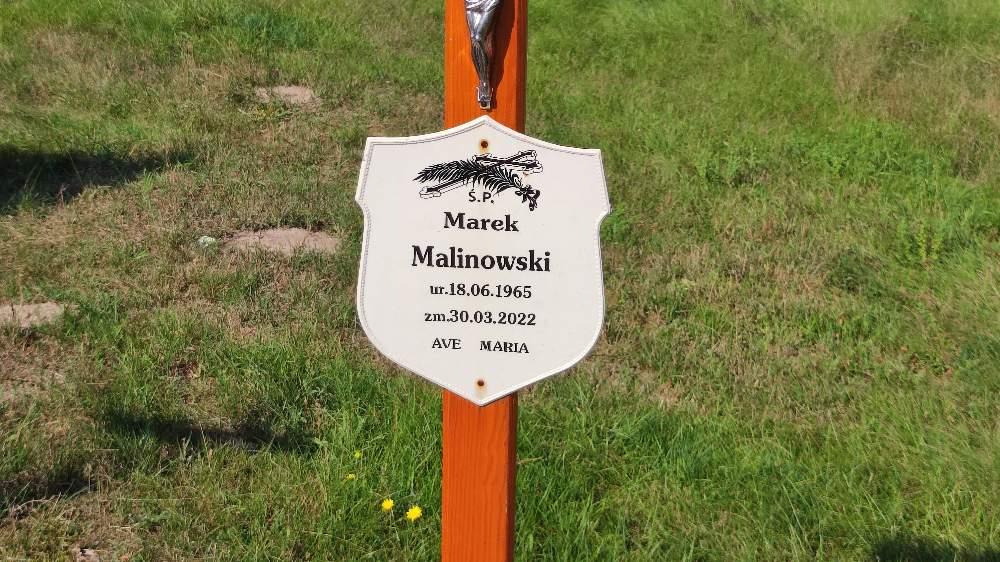 Ś.P.
Marek
Malinowski
ur.18.06.1965
zm.30.03.2022
AVE MARIA